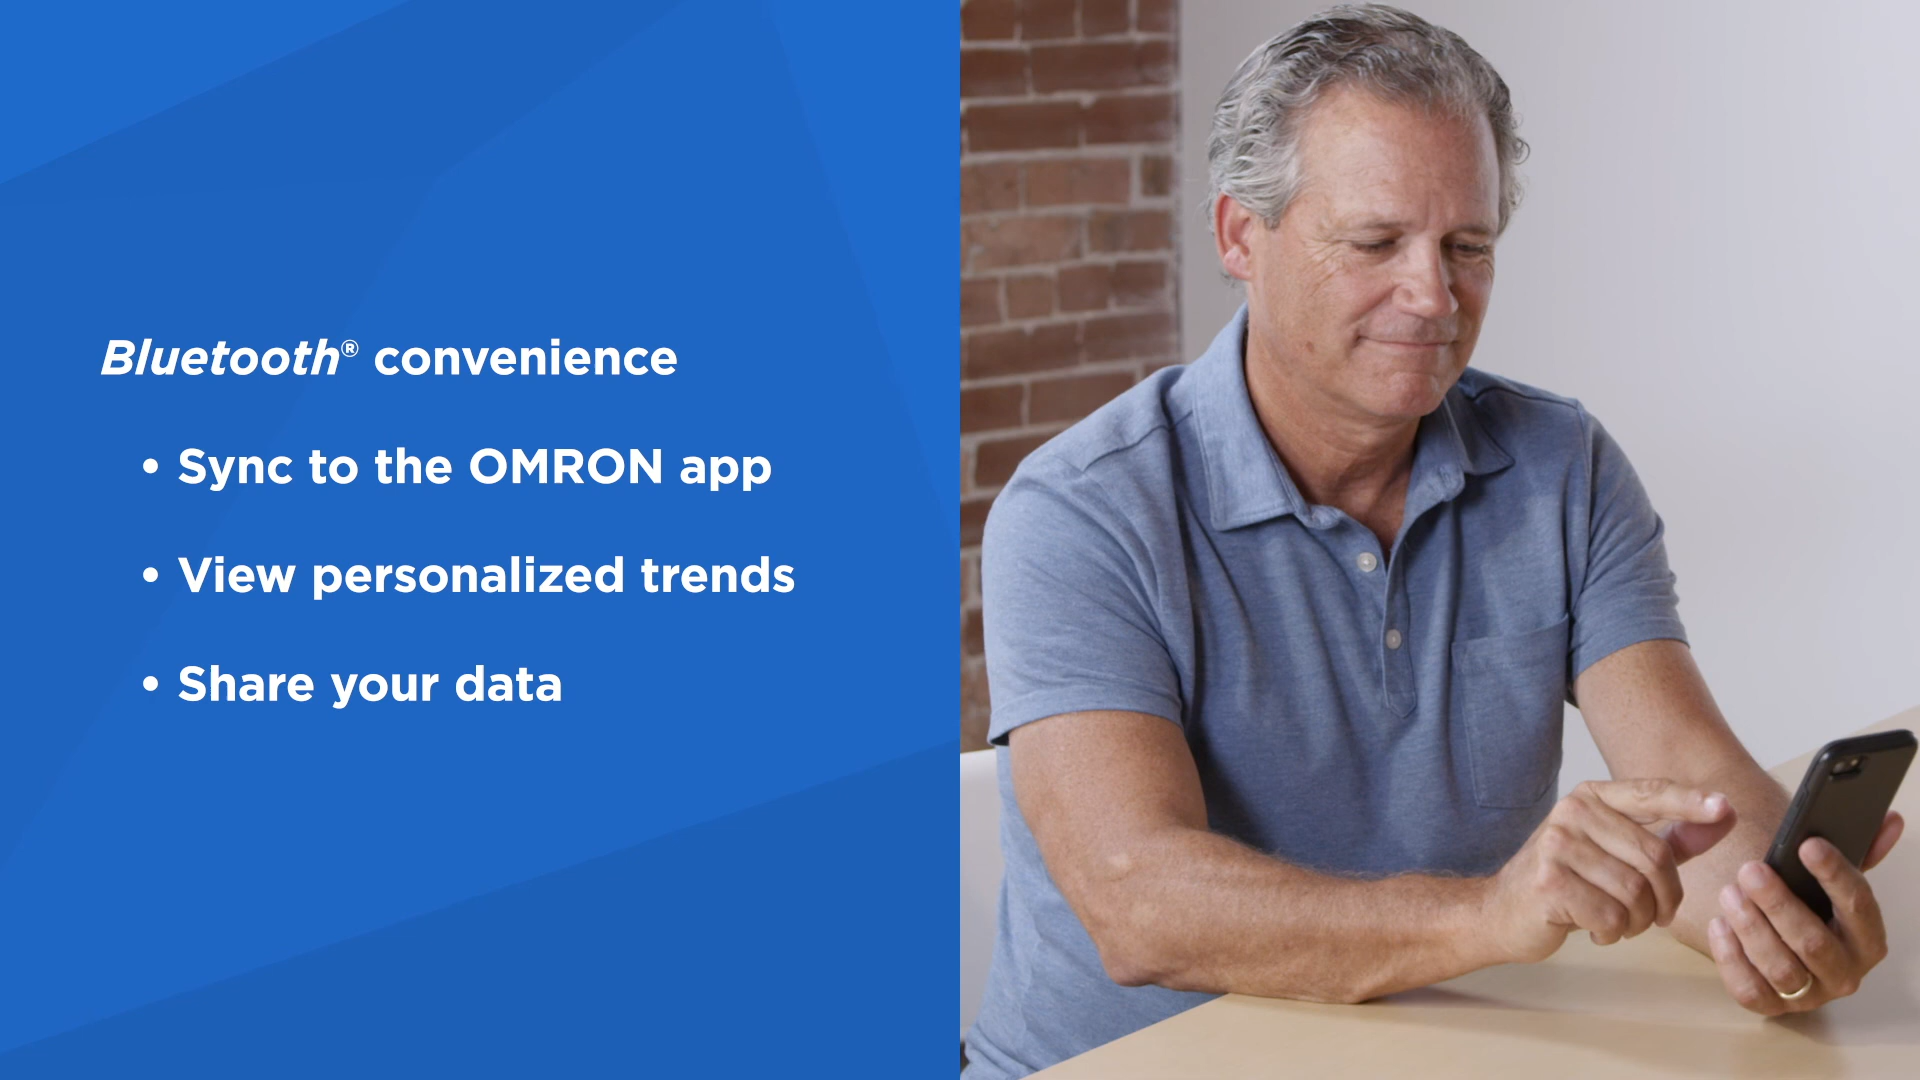 Bluetooth® convenience
• Sync to the OMRON app
• View personalized trends
• Share your data